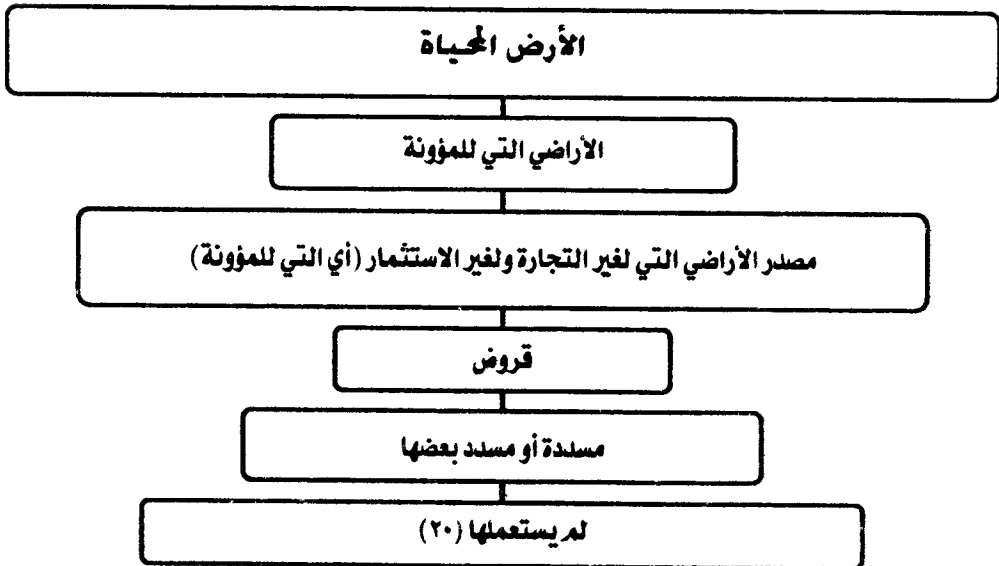 الأرض المحياة
الأراضي التي للمؤونة
مصدر الأراضي التي لغير التجارة ولغير الاستثمار (أي التي للمؤونة)
قروض
مسددة أو مسدد بعضها
لم يستعملها (٢٠)